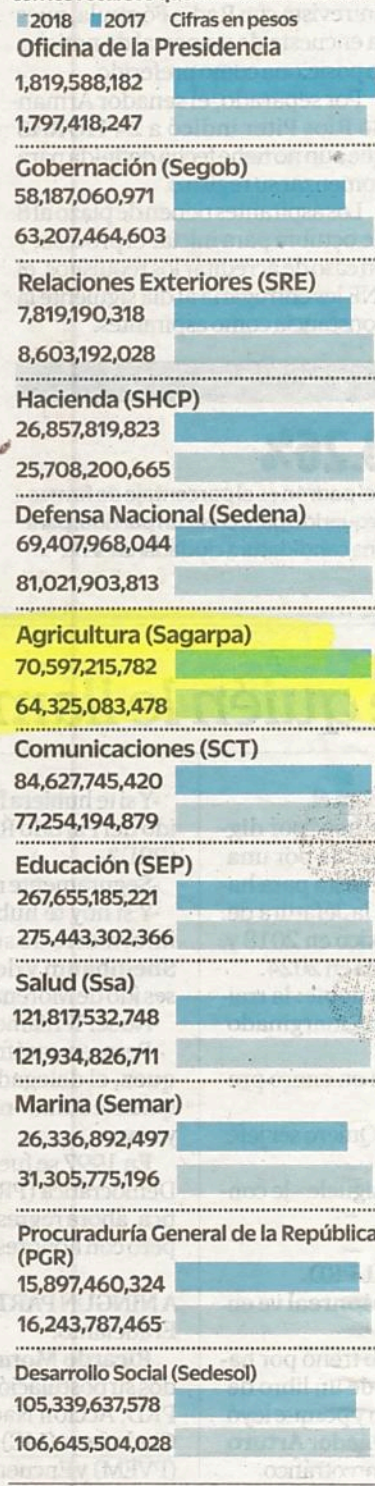 2018 2017 Cifras en pesos
Oficina de la Presidencia
1,819,588,182
1,797,418,247
Gobernación (Segob)
58,187,060,971
63,207,464,603
Relaciones Exteriores (SRE)
7,819,190,318
8,603,192,028
Hacienda (SHCP)
26,857,819,823
25,708,200,665
Defensa Nacional (Sedena)
69,407,968,044
81,021,903,813
Agricultura (Sagarpa)
70,597,215,782
64,325,083,478
Comunicaciones (SCT)
84,627,745,420
77,254,194,879
Educación (SEP)
267,655,185,221
275,443,302,366
Salud (Ssa)
121,817,532,748
121,934,826,711
Marina (Semar)
26,336,892,497
31,305,775,196
Procuraduría General de la República
(PGR)
15,897,460,324
16,243,787,465
Desarrollo Social (Sedesol)
105,339,637,578
106,645,504,028